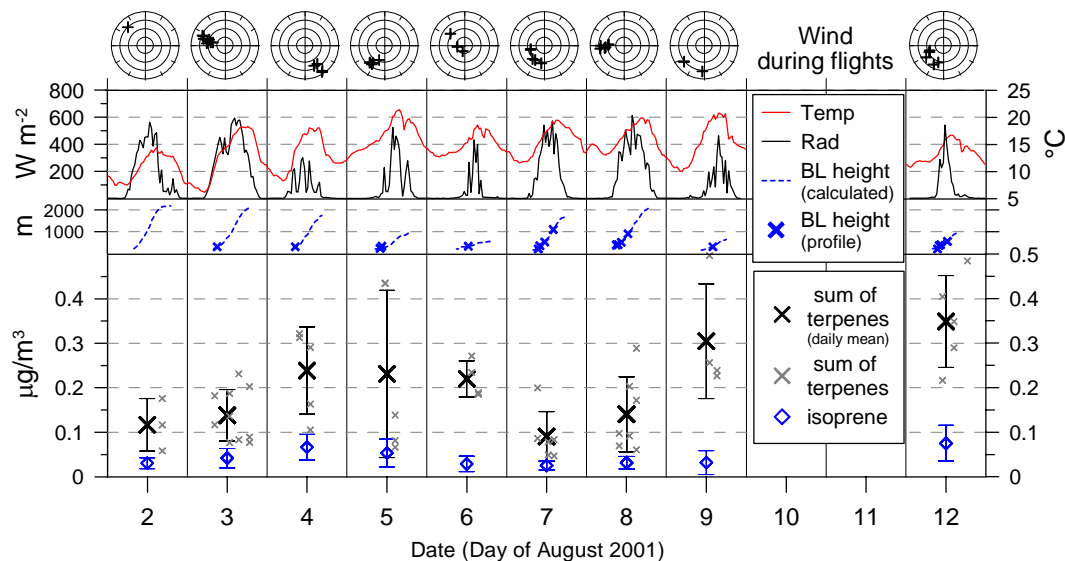 Wind
during flights
800
600
400
200
W m-2
25
20
15
10
5
°C
Temp
Rad
BL height
(calculated)
BL height
(profile)
2000
1000
m
0.5
0.4
0.3
0.2
0.1
0
µg/m³
0.4
0.3
0.2
0.1
0
sum of
terpenes
(daily mean)
sum of
terpenes
isoprene
2 3 4 5 6 7 8 9 10 11 12
Date (Day of August 2001)